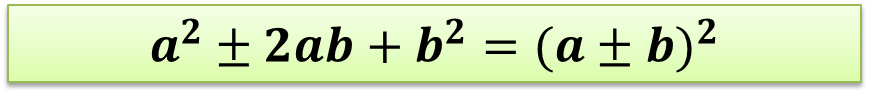 a² ± 2ab + b² = (a ± b)²